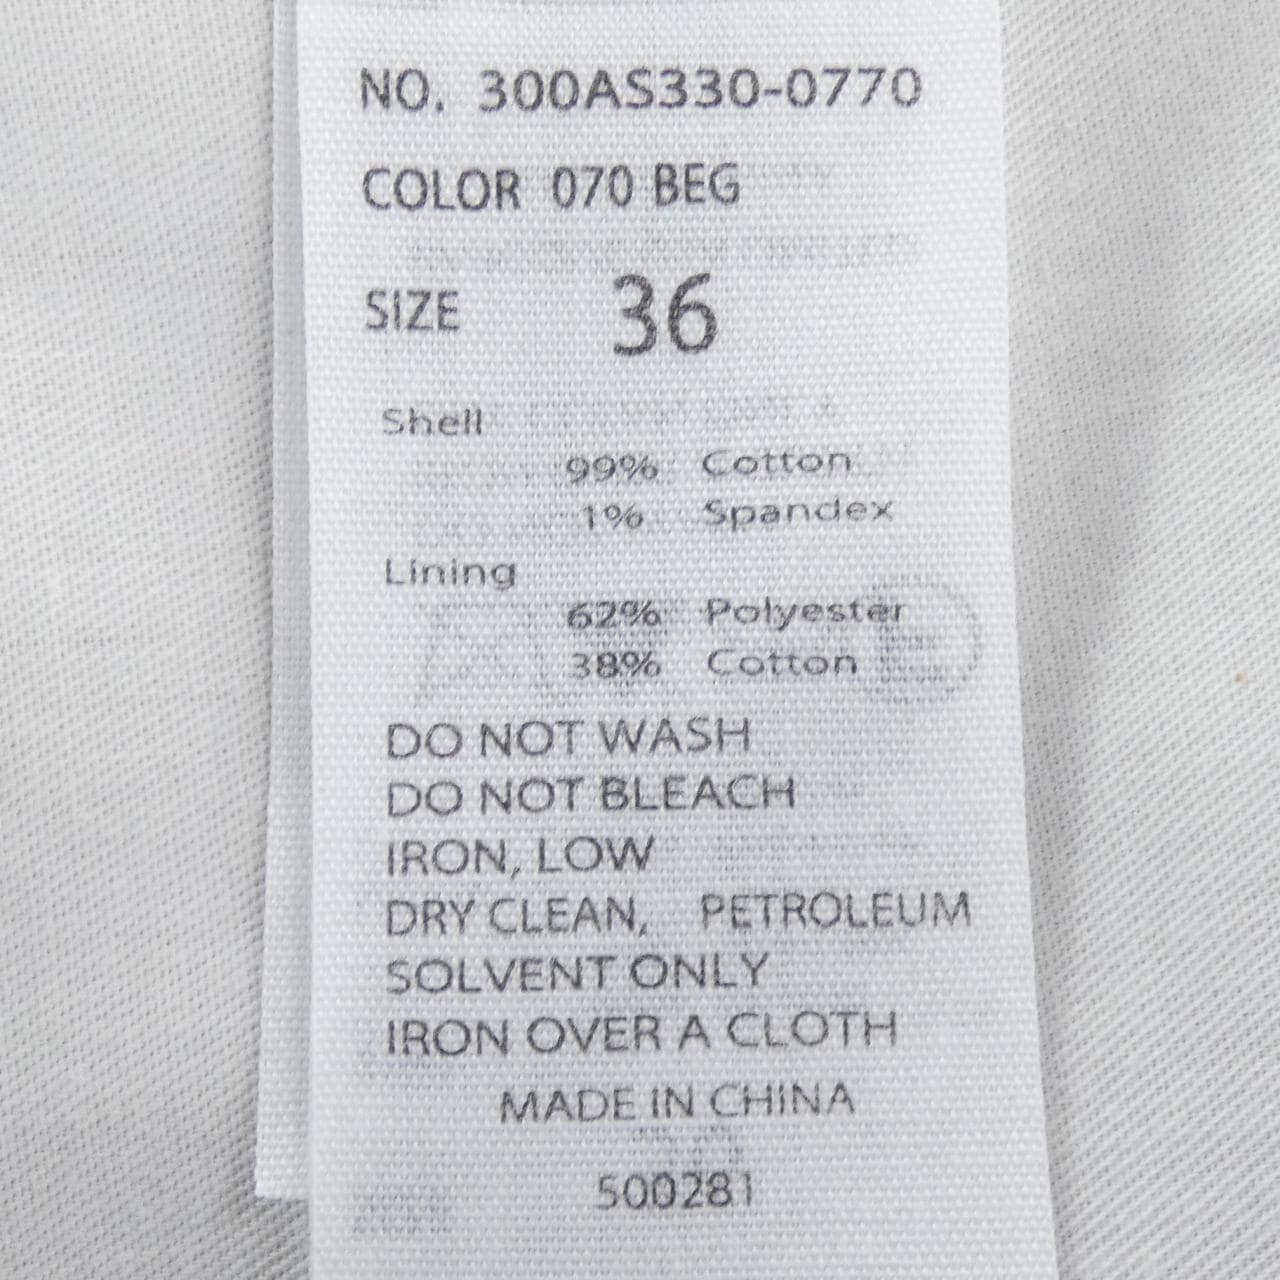 NO. 300AS330-0770
COLOR 070 BEG
SIZE 36
Shell
99% Cotton
1% Spandex
Lining
62% Polyester
38% Cotton
DO NOT WASH
DO NOT BLEACH
IRON, LOW
DRY CLEAN, PETROLEUM
SOLVENT ONLY
IRON OVER A CLOTH
MADE IN CHINA
500281